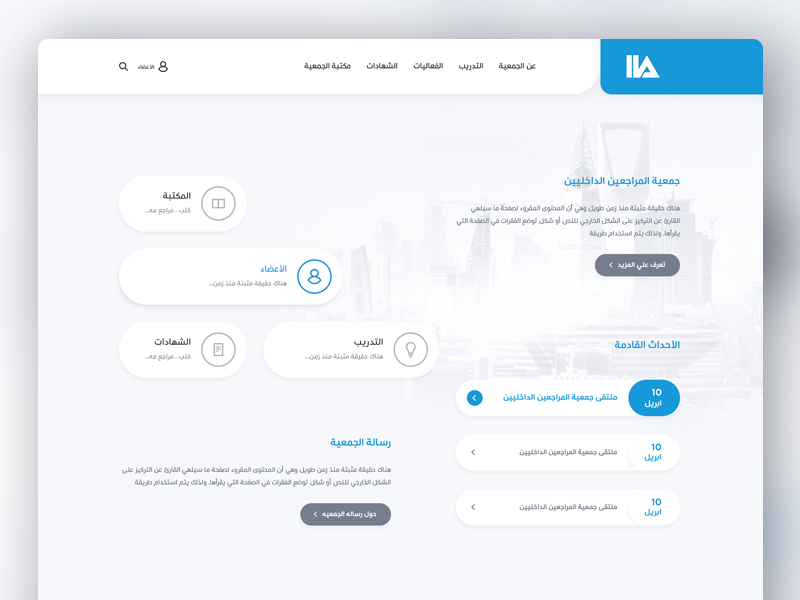 IIA
عن الجمعية
التدريب
الفعاليات
الشهادات
مكتبة الجمعية
الأعضاء
جمعية المراجعين الداخليين
هناك حقيقة مثبتة منذ زمن طويل وهي أن المحتوى المقروء لصفحة ما سيلهي
القارئ عن التركيز على الشكل الخارجي للنص أو شكل توضع الفقرات في الصفحة التي
يقرأها. ولذلك يتم استخدام طريقة
تعرف علي المزيد
المكتبة
كتب ، مراجع مه...
الأعضاء
هناك حقيقة مثبتة منذ زمن...
التدريب
هناك حقيقة مثبتة منذ زمن...
الشهادات
كتب ، مراجع مه...
الأحداث القادمة
10
ابريل
ملتقى جمعية المراجعين الداخليين
10
ابريل
ملتقى جمعية المراجعين الداخليين
10
ابريل
ملتقى جمعية المراجعين الداخليين
رسالة الجمعية
هناك حقيقة مثبتة منذ زمن طويل وهي أن المحتوى المقروء لصفحة ما سيلهي القارئ عن التركيز على
الشكل الخارجي للنص أو شكل توضع الفقرات في الصفحة التي يقرأها. ولذلك يتم استخدام طريقة
حول رساله الجمعيه